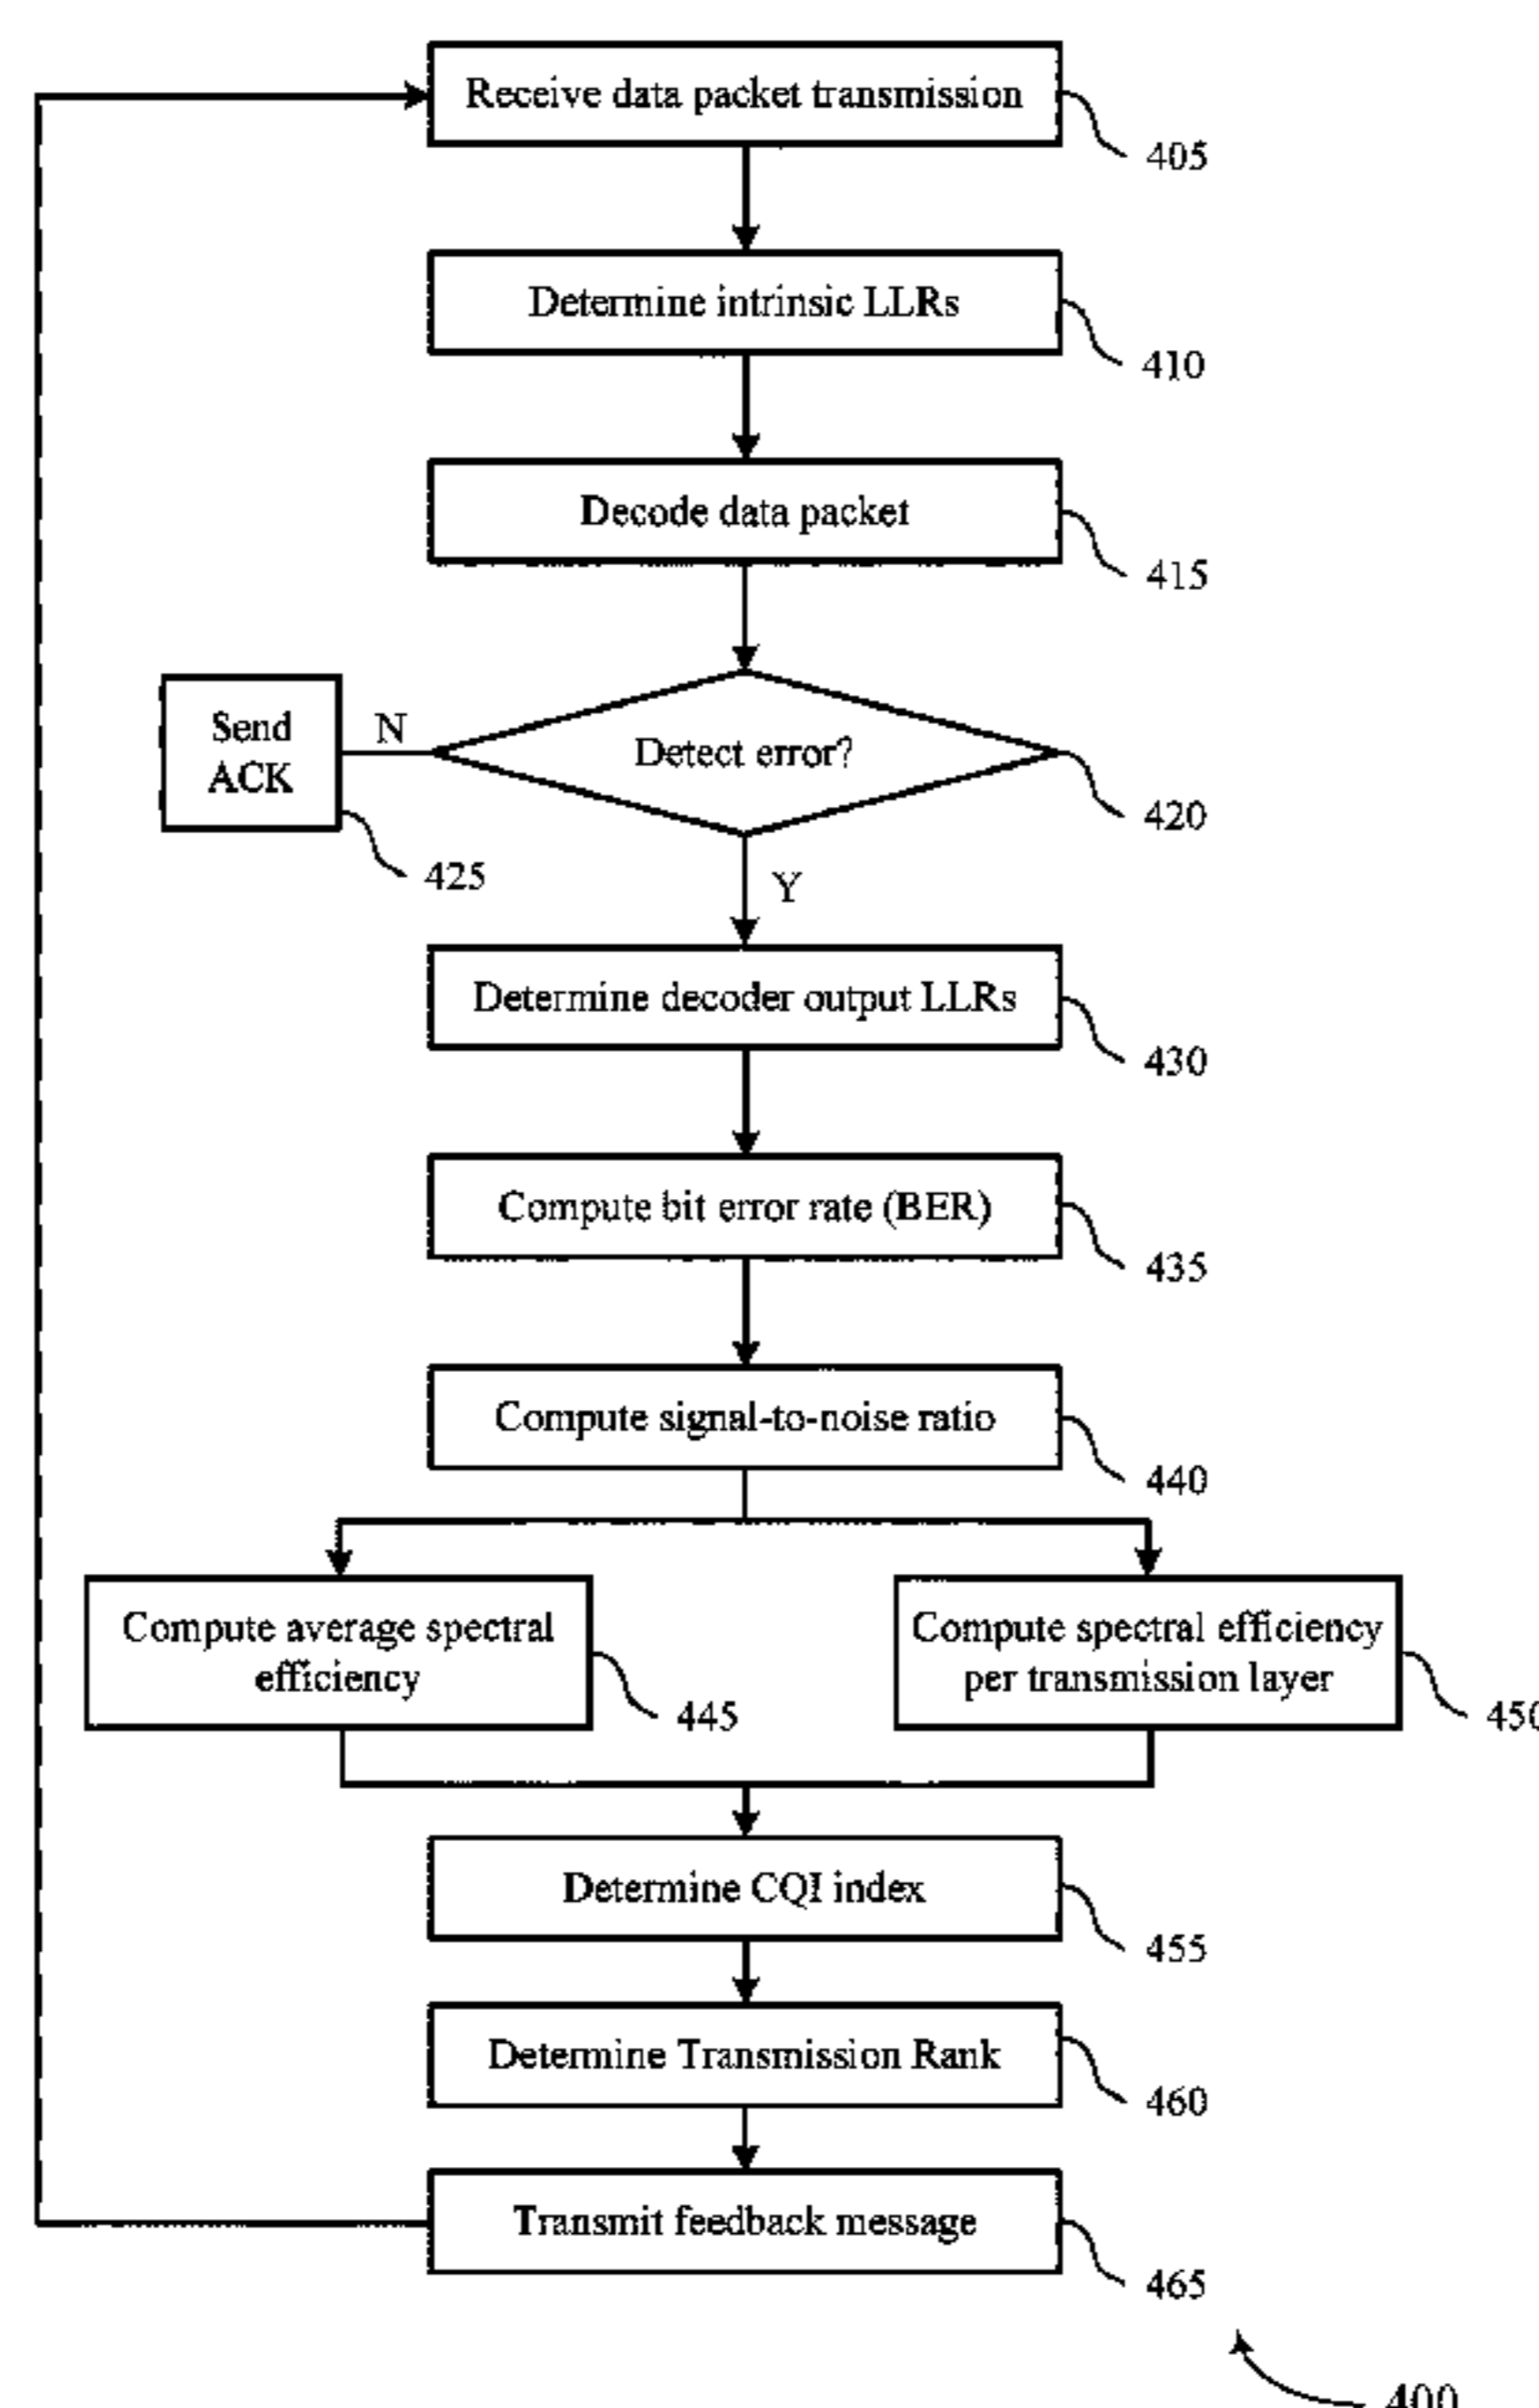 Receive data packet transmission
405
Determine intrinsic LLRs
410
Decode data packet
415
Detect error?
420
N
Send
ACK
425
Y
Determine decoder output LLRs
430
Compute bit error rate (BER)
435
Compute signal-to-noise ratio
440
Compute average spectral
efficiency
445
Compute spectral efficiency
per transmission layer
450
Determine CQI index
455
Determine Transmission Rank
460
Transmit feedback message
465
400